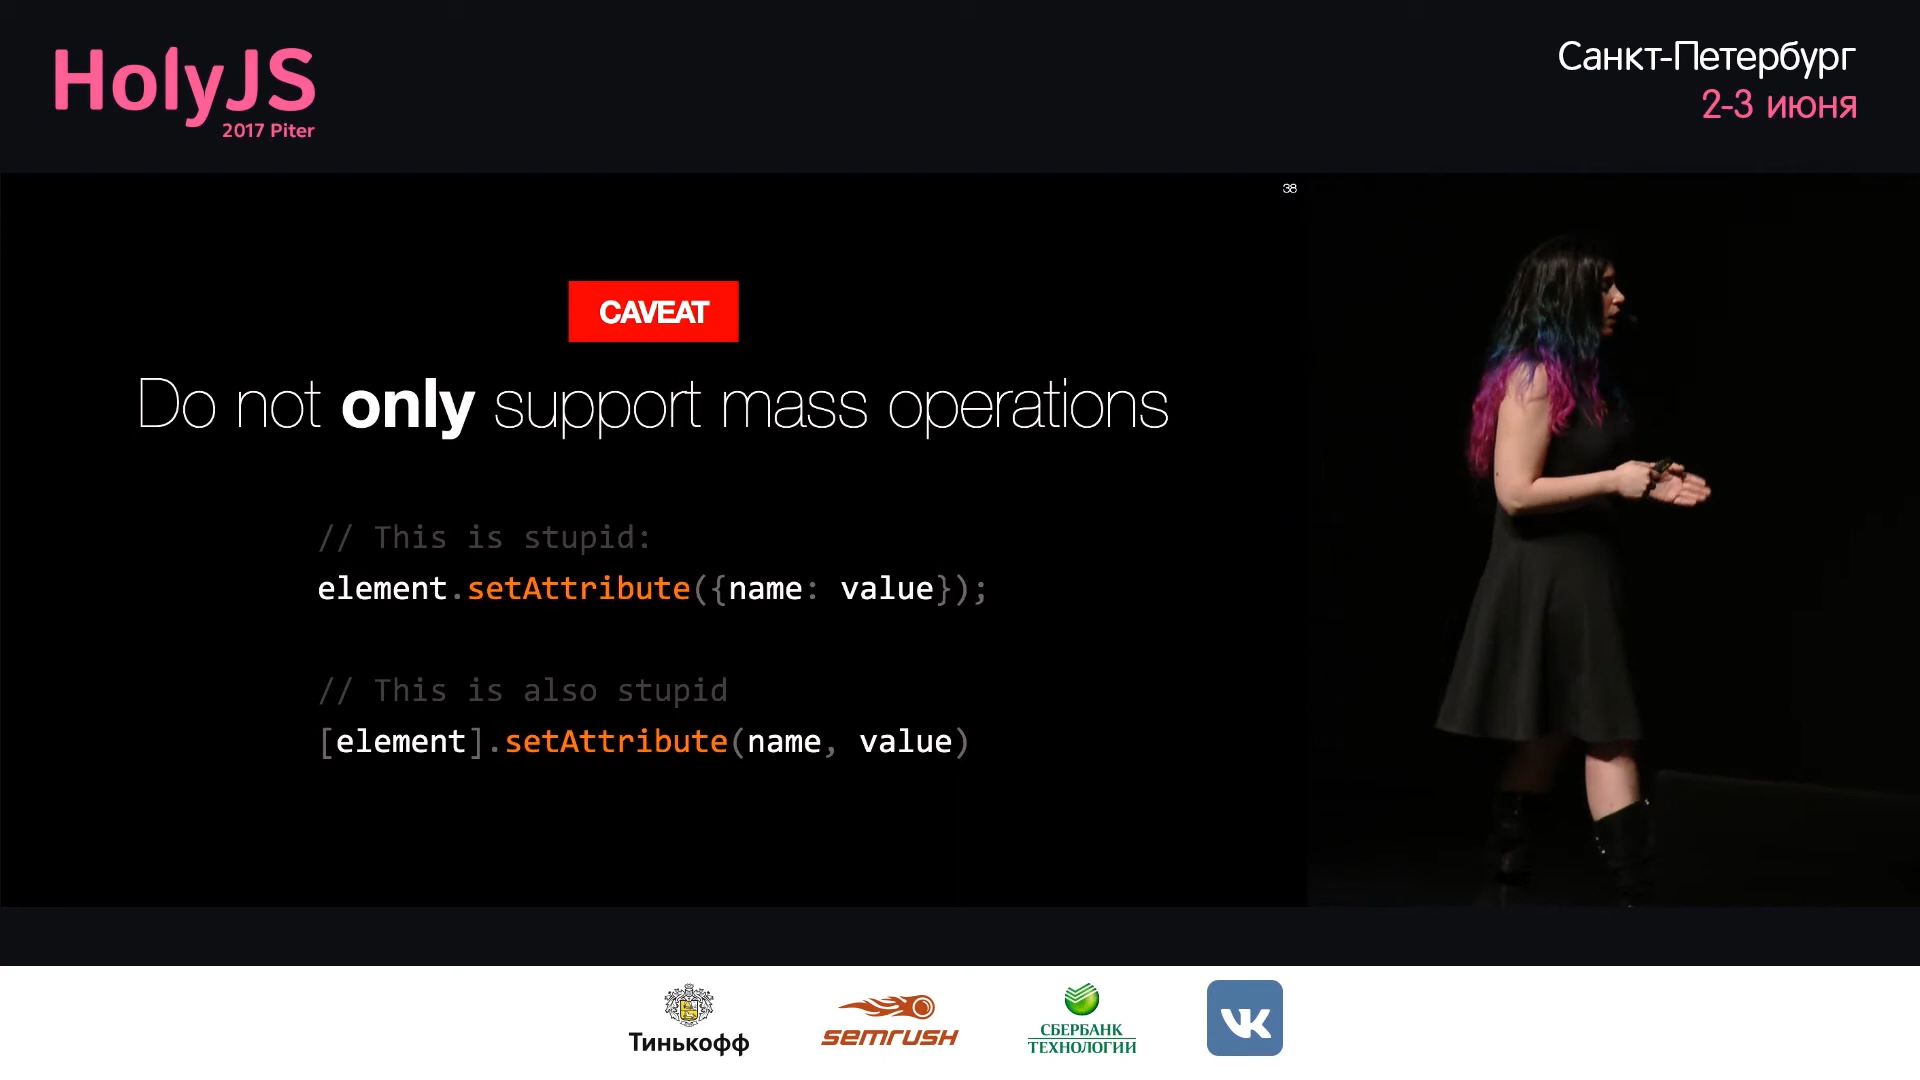 HolyJS
2017 Piter
Санкт-Петербург
2-3 июня
38
CAVEAT
Do not only support mass operations
// This is stupid:
element.setAttribute({name: value});
// This is also stupid
[element].setAttribute(name, value)
Тинькофф
semrush
СБЕРБАНК
ТЕХНОЛОГИИ
VK